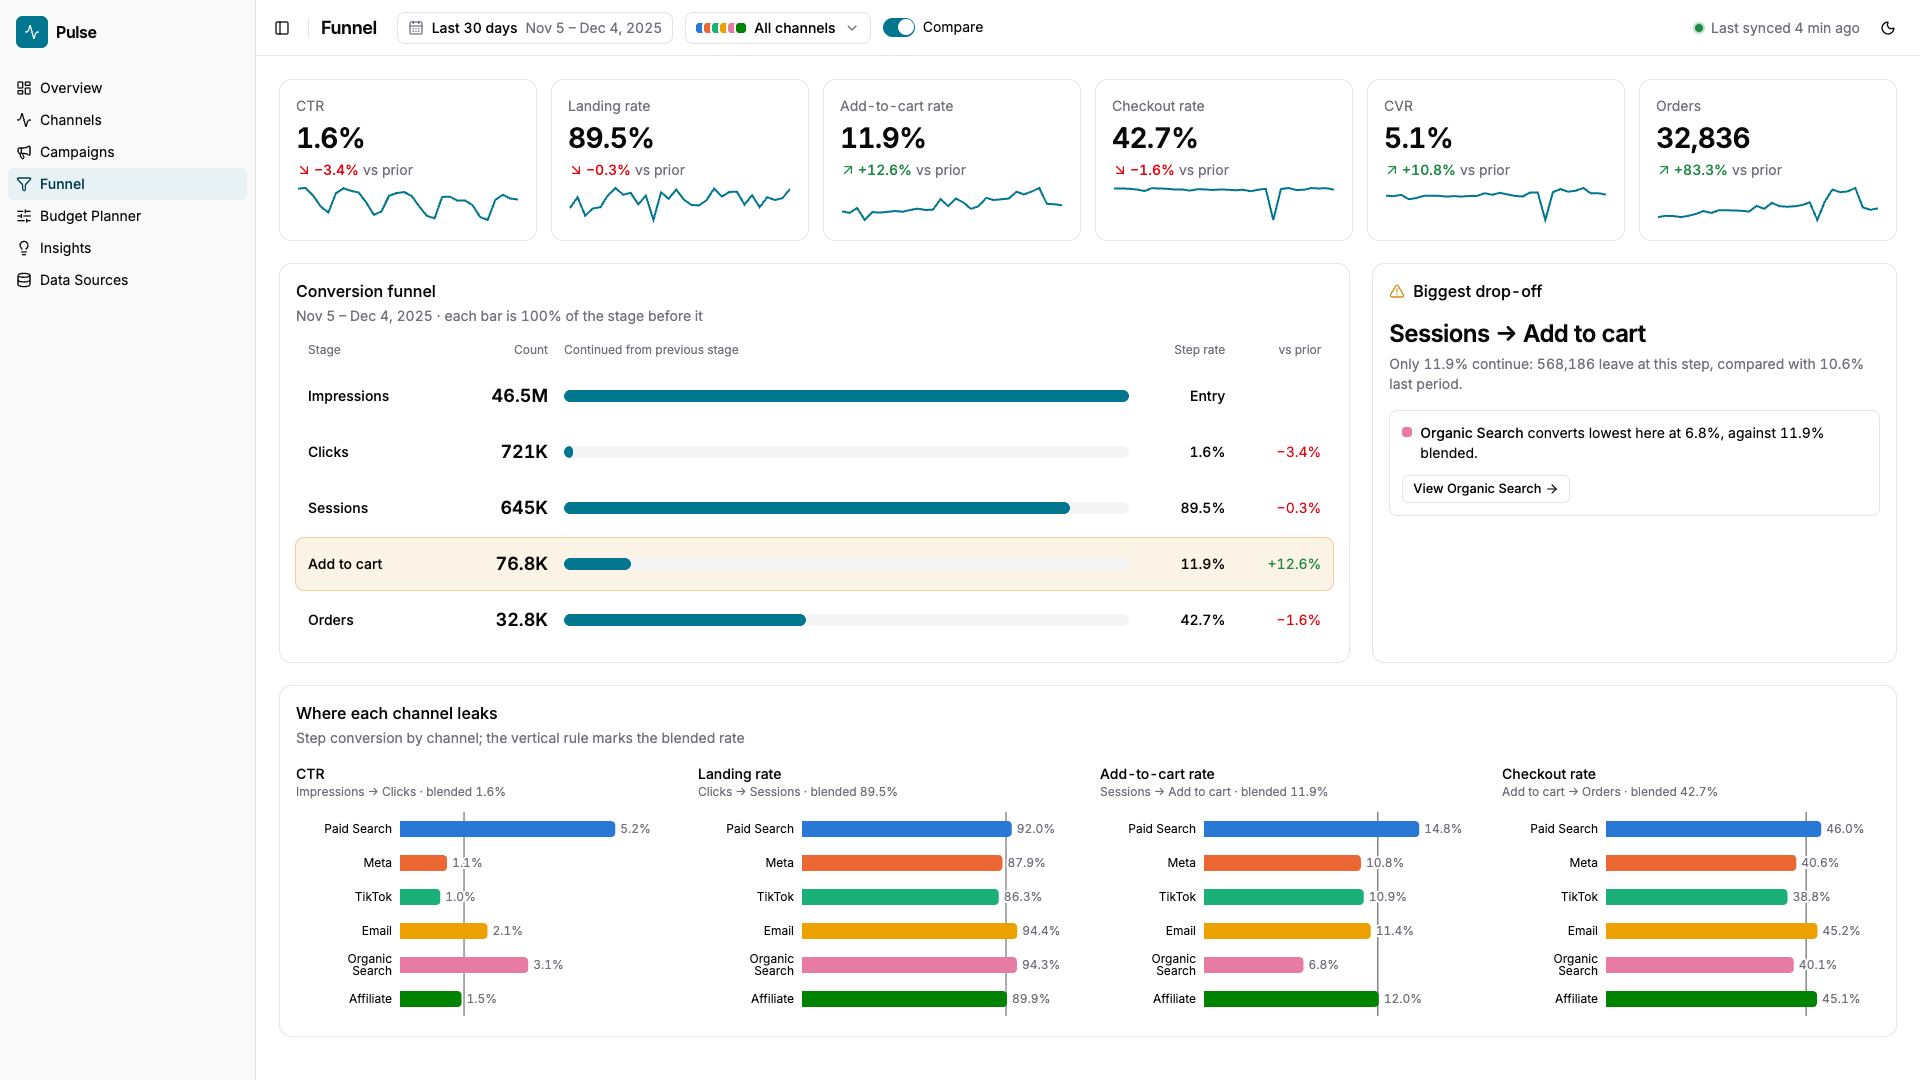 Pulse
Overview
Channels
Campaigns
Funnel
Budget Planner
Insights
Data Sources
Funnel
Last 30 days Nov 5 – Dec 4, 2025
All channels
Compare
Last synced 4 min ago
CTR
1.6%
−3.4% vs prior
Landing rate
89.5%
−0.3% vs prior
Add-to-cart rate
11.9%
+12.6% vs prior
Checkout rate
42.7%
−1.6% vs prior
CVR
5.1%
+10.8% vs prior
Orders
32,836
+83.3% vs prior
Conversion funnel
Nov 5 – Dec 4, 2025 · each bar is 100% of the stage before it
Stage Count Continued from previous stage Step rate vs prior
Impressions 46.5M Entry
Clicks 721K 1.6% −3.4%
Sessions 645K 89.5% −0.3%
Add to cart 76.8K 11.9% +12.6%
Orders 32.8K 42.7% −1.6%
Biggest drop-off
Sessions → Add to cart
Only 11.9% continue: 568,186 leave at this step, compared with 10.6%
last period.
Organic Search converts lowest here at 6.8%, against 11.9%
blended.
View Organic Search →
Where each channel leaks
Step conversion by channel; the vertical rule marks the blended rate
CTR
Impressions → Clicks · blended 1.6%
Paid Search 5.2%
Meta 1.1%
TikTok 1.0%
Email 2.1%
Organic
Search 3.1%
Affiliate 1.5%
Landing rate
Clicks → Sessions · blended 89.5%
Paid Search 92.0%
Meta 87.9%
TikTok 86.3%
Email 94.4%
Organic
Search 94.3%
Affiliate 89.9%
Add-to-cart rate
Sessions → Add to cart · blended 11.9%
Paid Search 14.8%
Meta 10.8%
TikTok 10.9%
Email 11.4%
Organic
Search 6.8%
Affiliate 12.0%
Checkout rate
Add to cart → Orders · blended 42.7%
Paid Search 46.0%
Meta 40.6%
TikTok 38.8%
Email 45.2%
Organic
Search 40.1%
Affiliate 45.1%